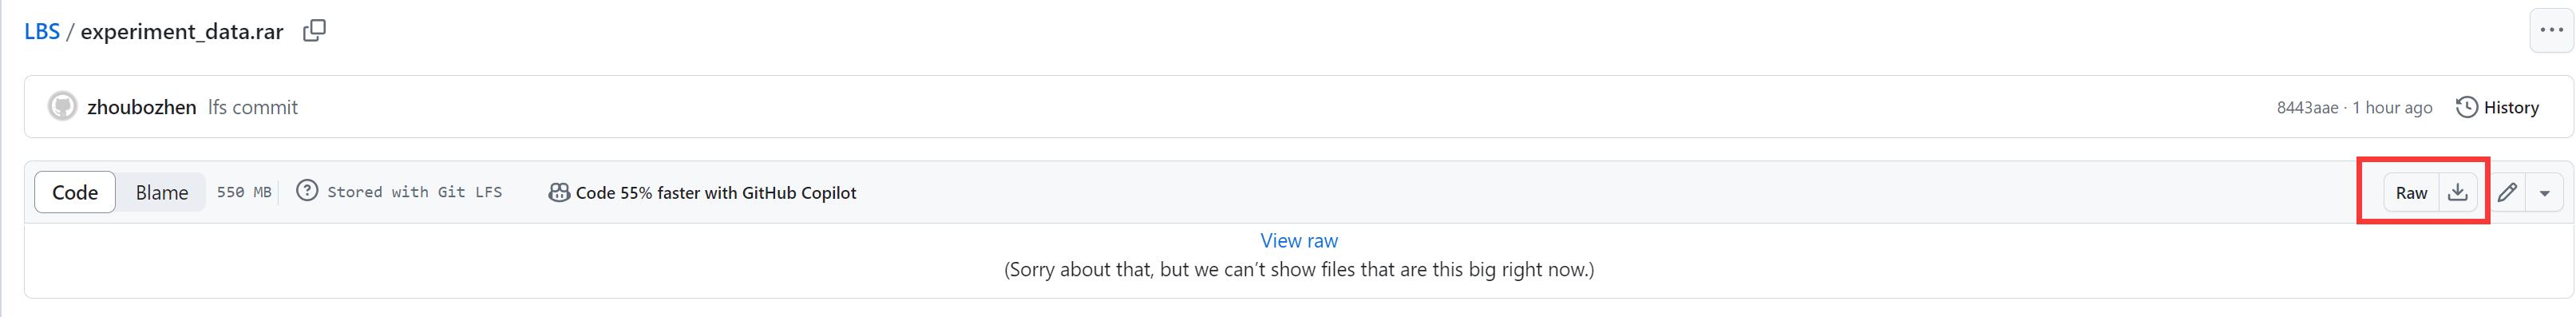 LBS / experiment_data.rar
zhoubozhen lfs commit 8443aae · 1 hour ago History
Code Blame 550 MB Stored with Git LFS Code 55% faster with GitHub Copilot Raw
View raw
(Sorry about that, but we can’t show files that are this big right now.)